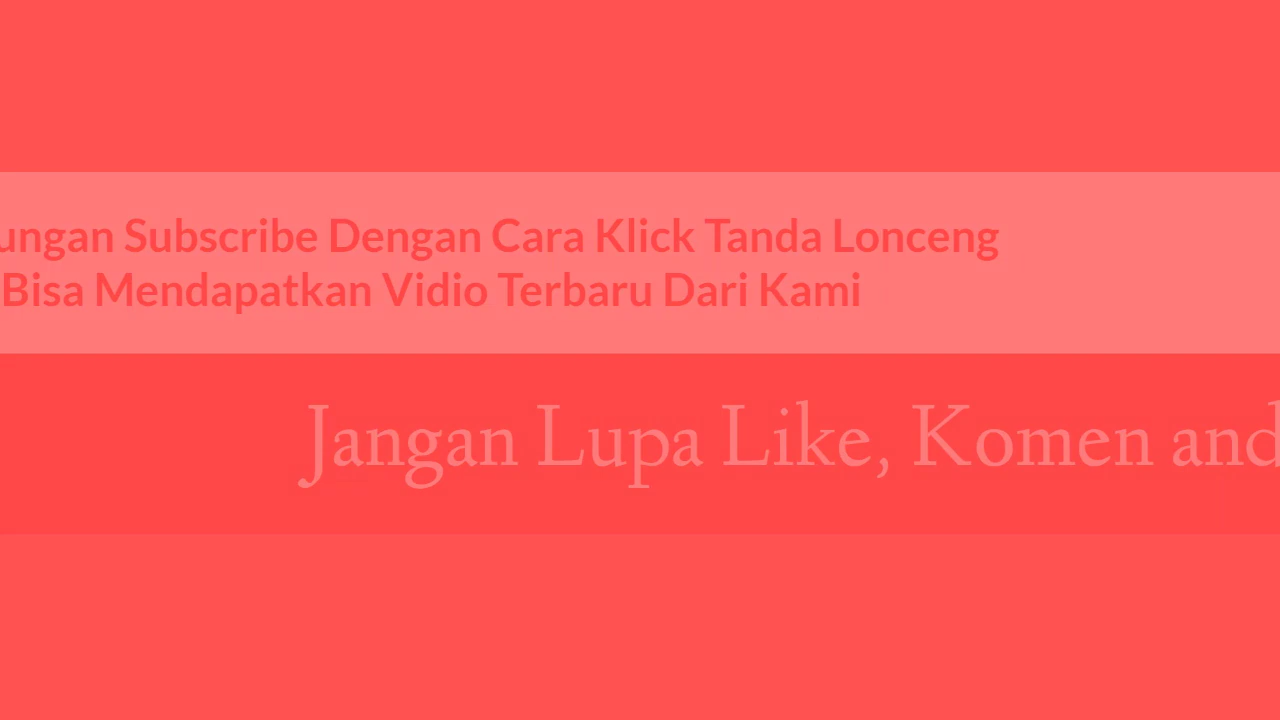 ungan Subscribe Dengan Cara Klick Tanda Lonceng
Bisa Mendapatkan Vidio Terbaru Dari Kami
Jangan Lupa Like, Komen and